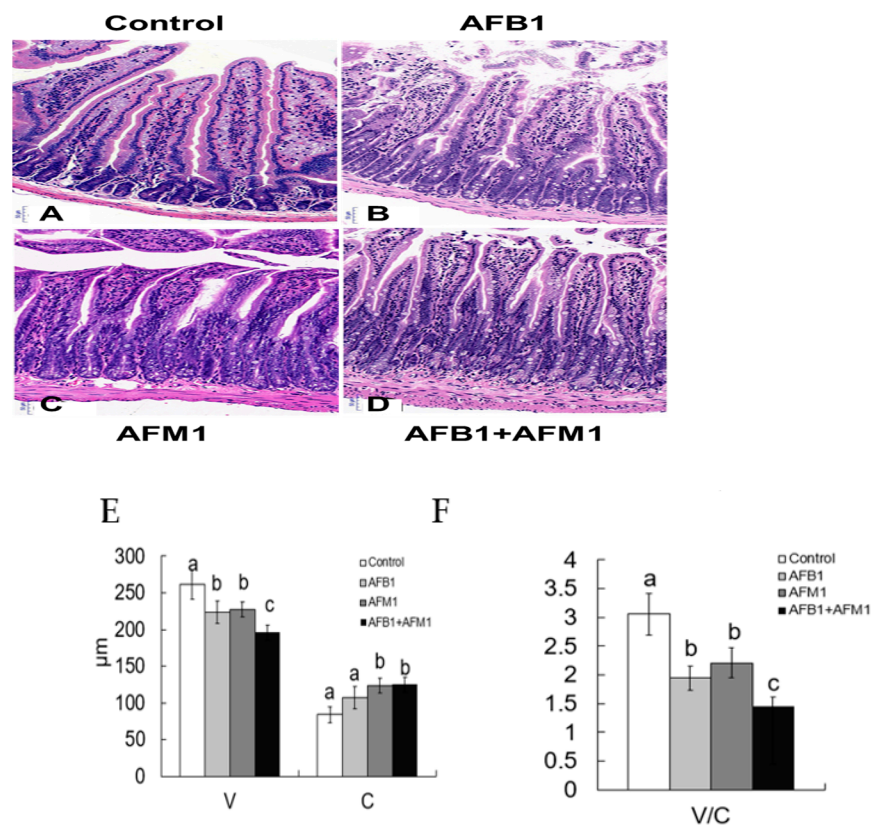 Control AFB1
A B
C D
AFM1 AFB1+AFM1
E F
300
250
200
150
100
50
0
μm
a b b c
a a b b
Control
AFB1
AFM1
AFB1+AFM1
V C
4
3.5
3
2.5
2
1.5
1
0.5
0
a
b b
c
Control
AFB1
AFM1
AFB1+AFM1
V/C